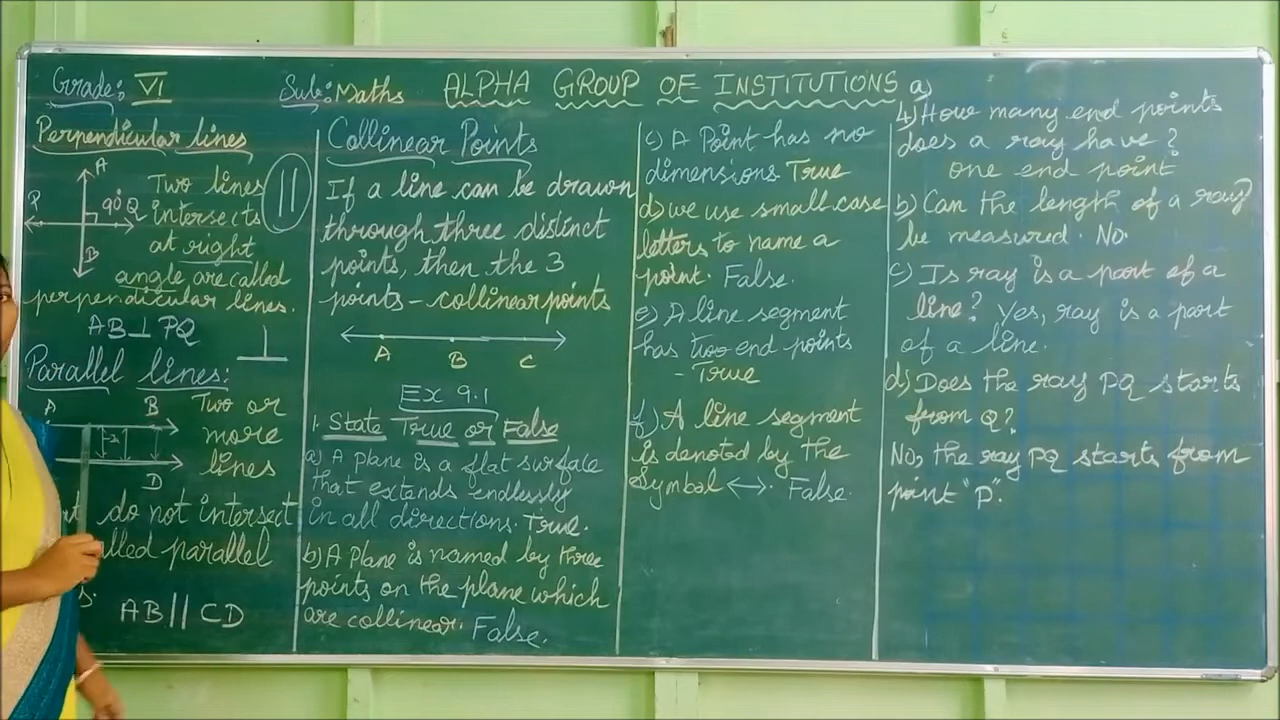 Grade: VI Sub: Maths ALPHA GROUP OF INSTITUTIONS
Perpendicular lines
A
P 90° Q
B
Two lines
intersects
at right
angle are called
perpendicular lines.
AB ⊥ PQ ⊥
11
Parallel lines:
A B
D
Two or
more
lines
do not intersect
parallel
AB || CD
Collinear Points
If a line can be drawn
through three distinct
points, then the 3
points - collinear points
A B C
Ex 9.1
1. State True or False
a) A plane is a flat surface
that extends endlessly
in all directions. True.
b) A Plane is named by three
points on the plane which
are collinear. False.
c) A Point has no
dimensions True
d) we use small case
letters to name a
point. False.
e) A line segment
has two end points
- True
f) A line segment
is denoted by the
Symbol ↔. False.
a)
4) How many end points
does a ray have?
one end point
b) Can the length of a ray
be measured. No.
c) Is ray is a part of a
line? Yes, ray is a part
of a line.
d) Does the ray PQ starts
from Q?
No, the ray PQ starts from
point "P".